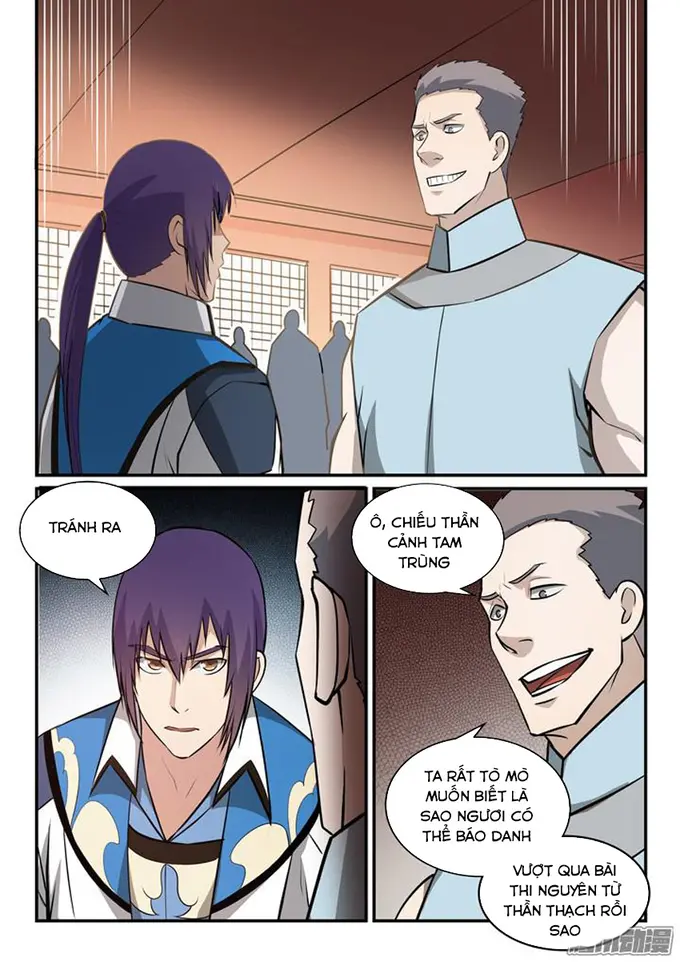 TRÁNH RA
Ồ, CHIẾU THẦN
CẢNH TAM
TRÙNG
TA RẤT TÒ MÒ
MUỐN BIẾT LÀ
SAO NGƯƠI CÓ
THỂ BÁO DANH
VƯỢT QUA BÀI
THI NGUYÊN TỪ
THẦN THẠCH RỒI
SAO